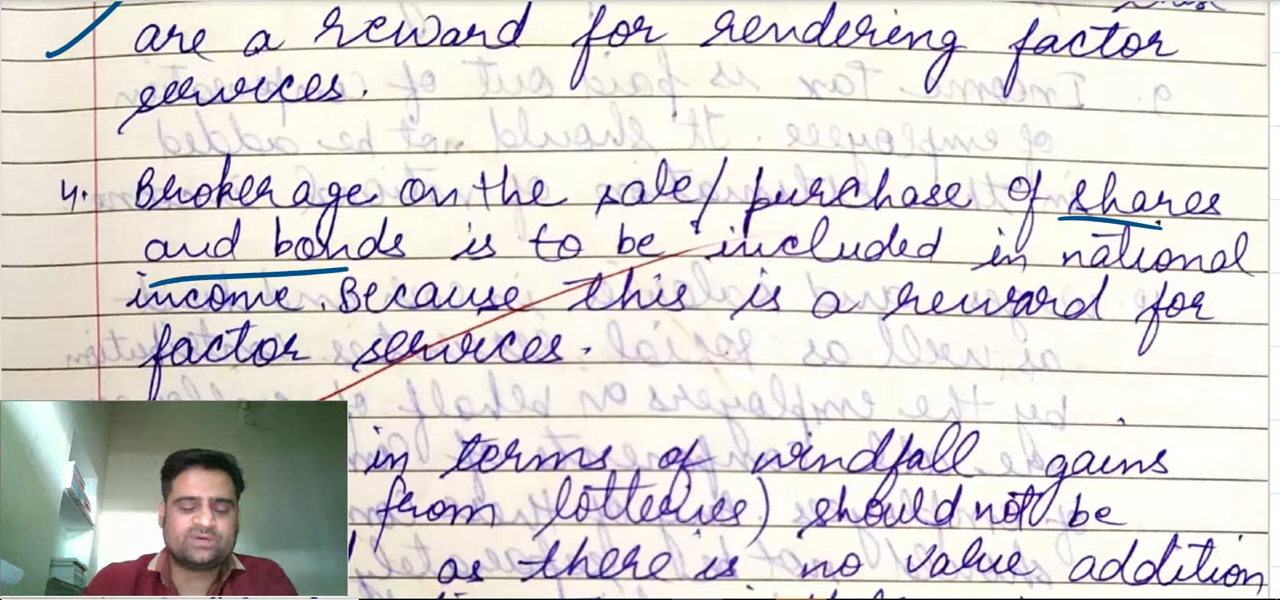 are a reward for rendering factor
services.
4. Brokerage on the sale/purchase of shares
and bonds is to be included in national
income. Because this is a reward for
factor services.
in terms of windfall gains
from lotteries) should not be
as there is no value addition